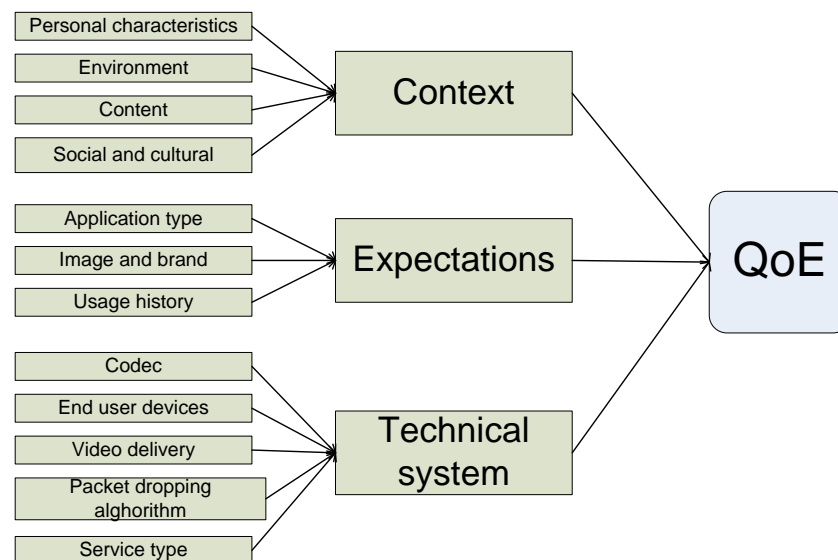 Personal characteristics
Environment
Content
Social and cultural
Context
Application type
Image and brand
Usage history
Expectations
Codec
End user devices
Video delivery
Packet dropping
alghorithm
Service type
Technical
system
QoE